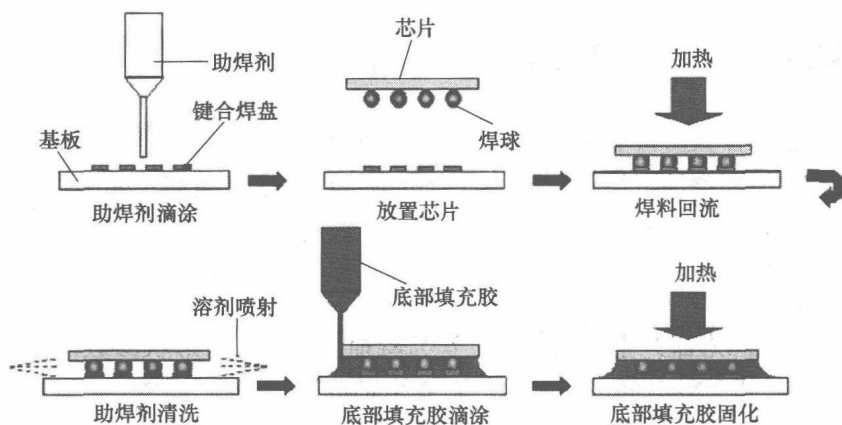 助焊剂
键合焊盘
基板
助焊剂滴涂
芯片
焊球
放置芯片
加热
焊料回流
溶剂喷射
助焊剂清洗
底部填充胶
底部填充胶滴涂
加热
底部填充胶固化